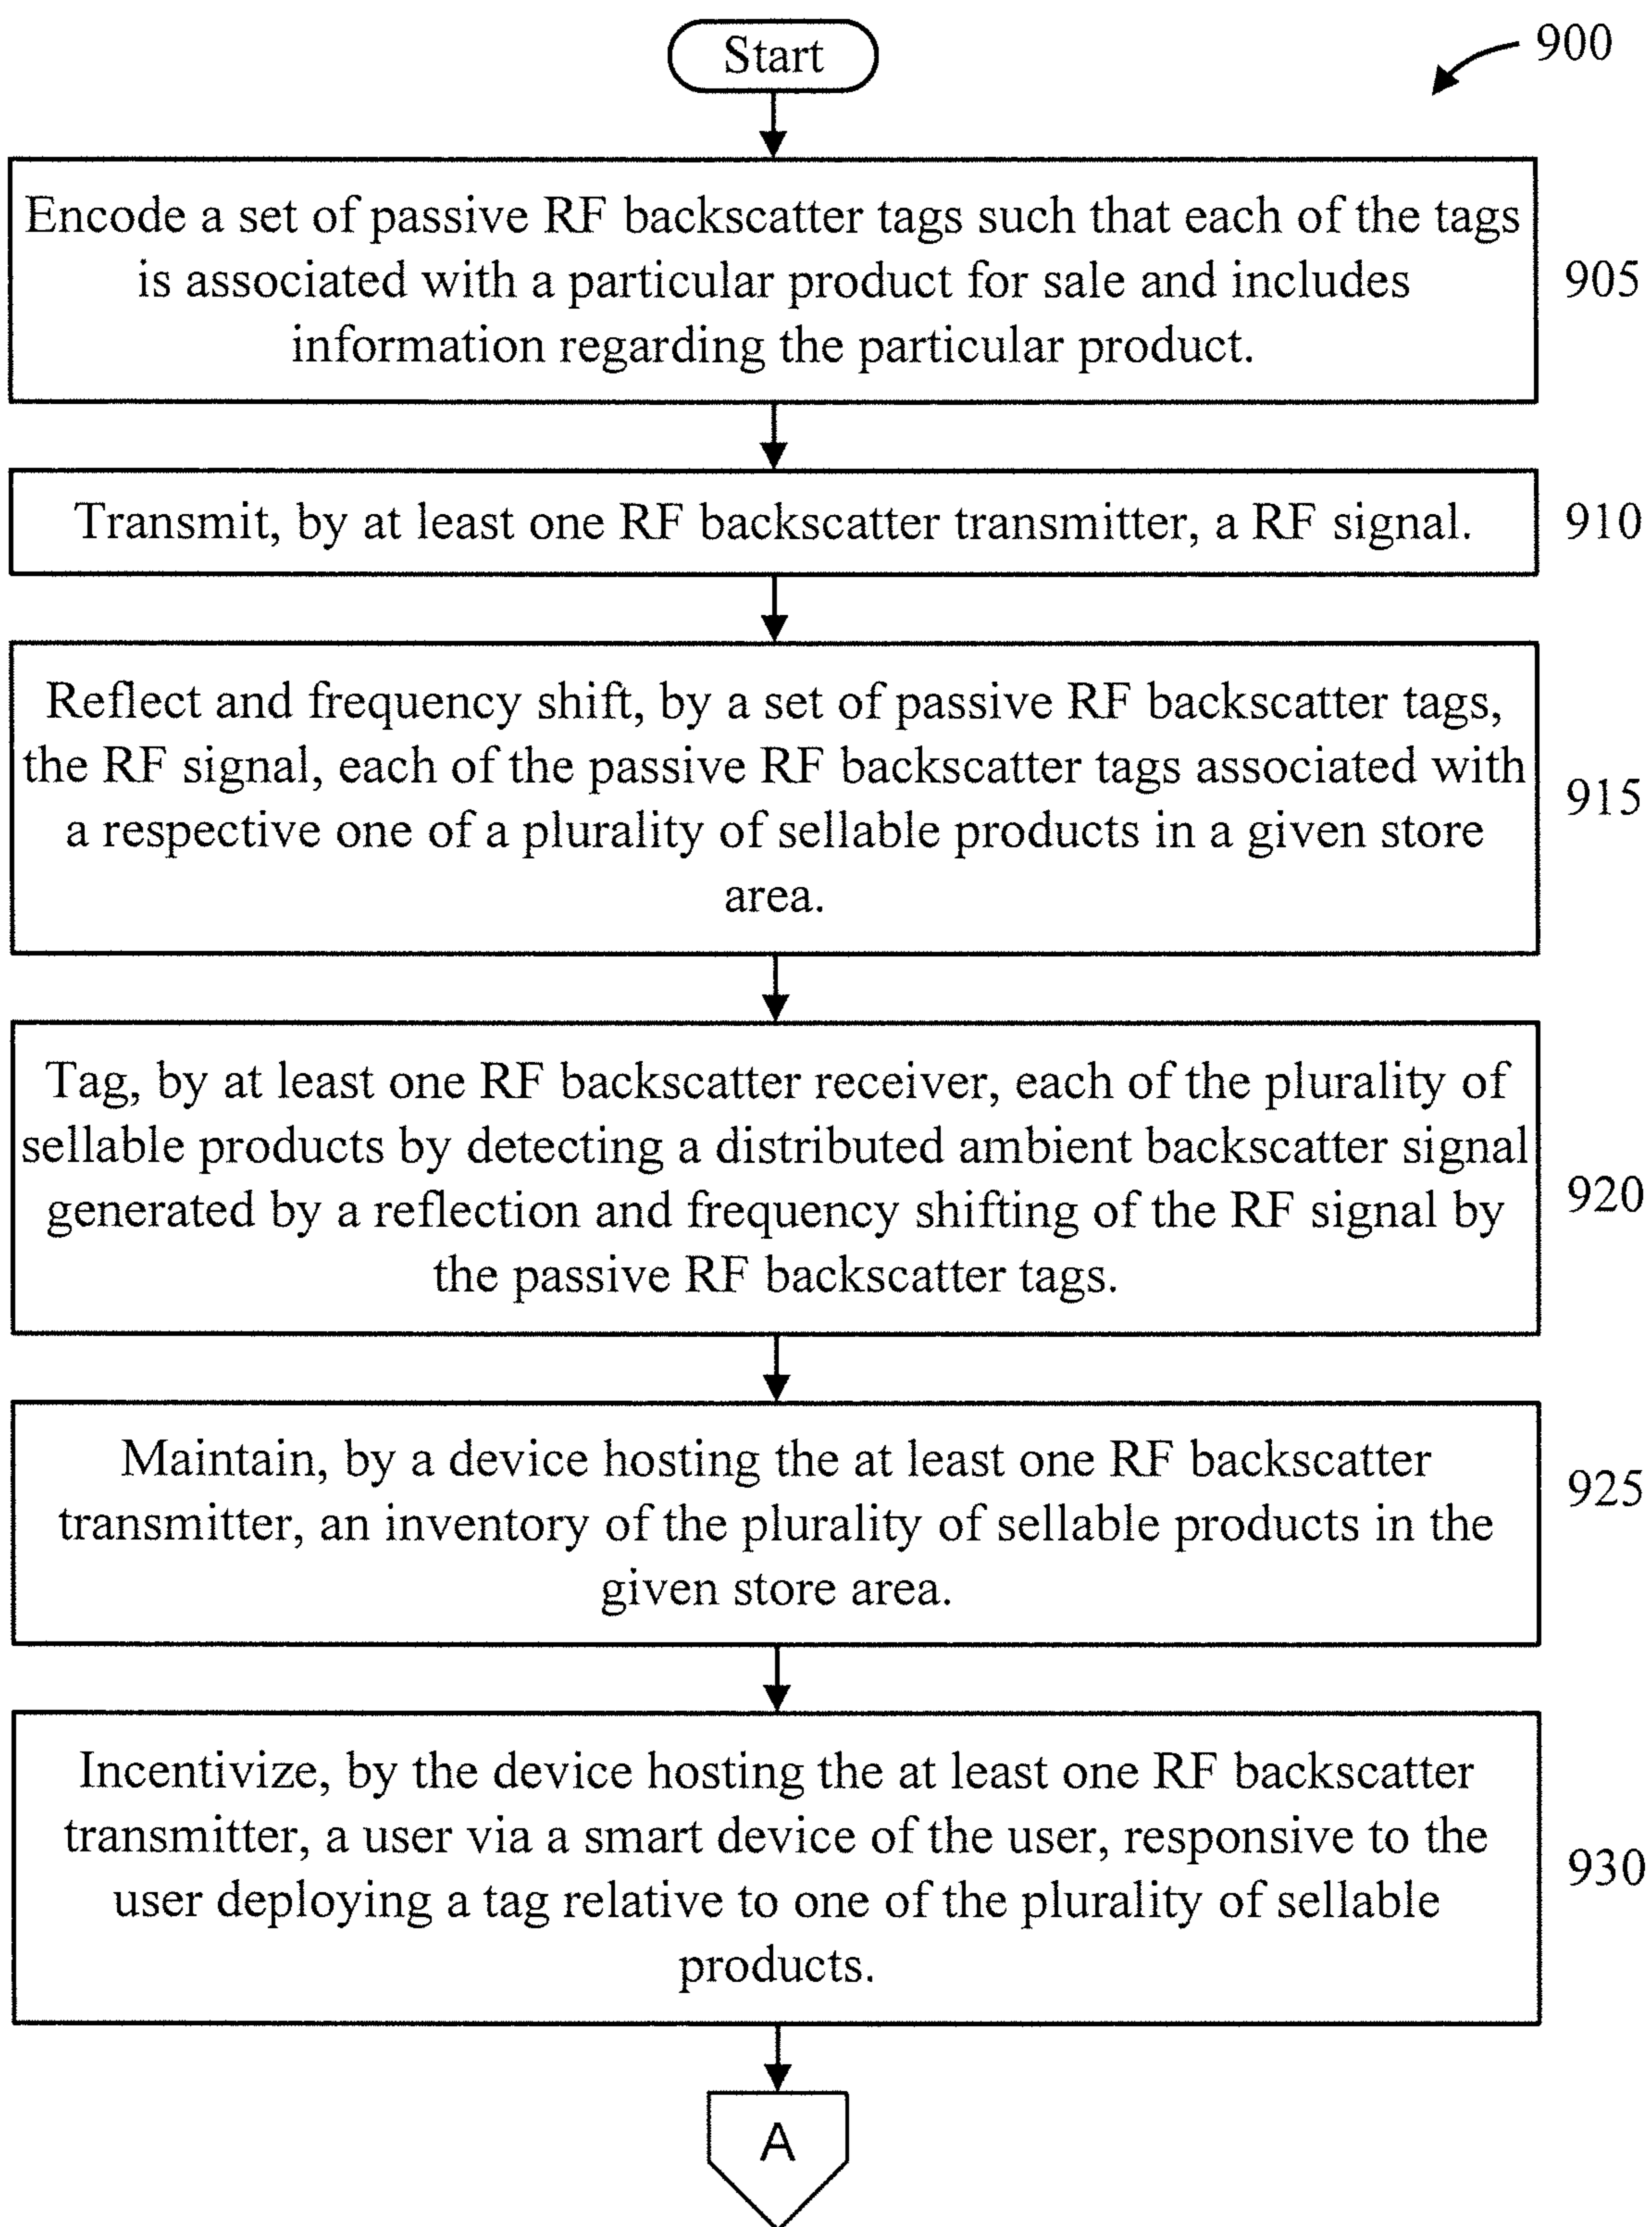 Start
900
Encode a set of passive RF backscatter tags such that each of the tags
is associated with a particular product for sale and includes
information regarding the particular product.
905
Transmit, by at least one RF backscatter transmitter, a RF signal.
910
Reflect and frequency shift, by a set of passive RF backscatter tags,
the RF signal, each of the passive RF backscatter tags associated with
a respective one of a plurality of sellable products in a given store
area.
915
Tag, by at least one RF backscatter receiver, each of the plurality of
sellable products by detecting a distributed ambient backscatter signal
generated by a reflection and frequency shifting of the RF signal by
the passive RF backscatter tags.
920
Maintain, by a device hosting the at least one RF backscatter
transmitter, an inventory of the plurality of sellable products in the
given store area.
925
Incentivize, by the device hosting the at least one RF backscatter
transmitter, a user via a smart device of the user, responsive to the
user deploying a tag relative to one of the plurality of sellable
products.
930
A